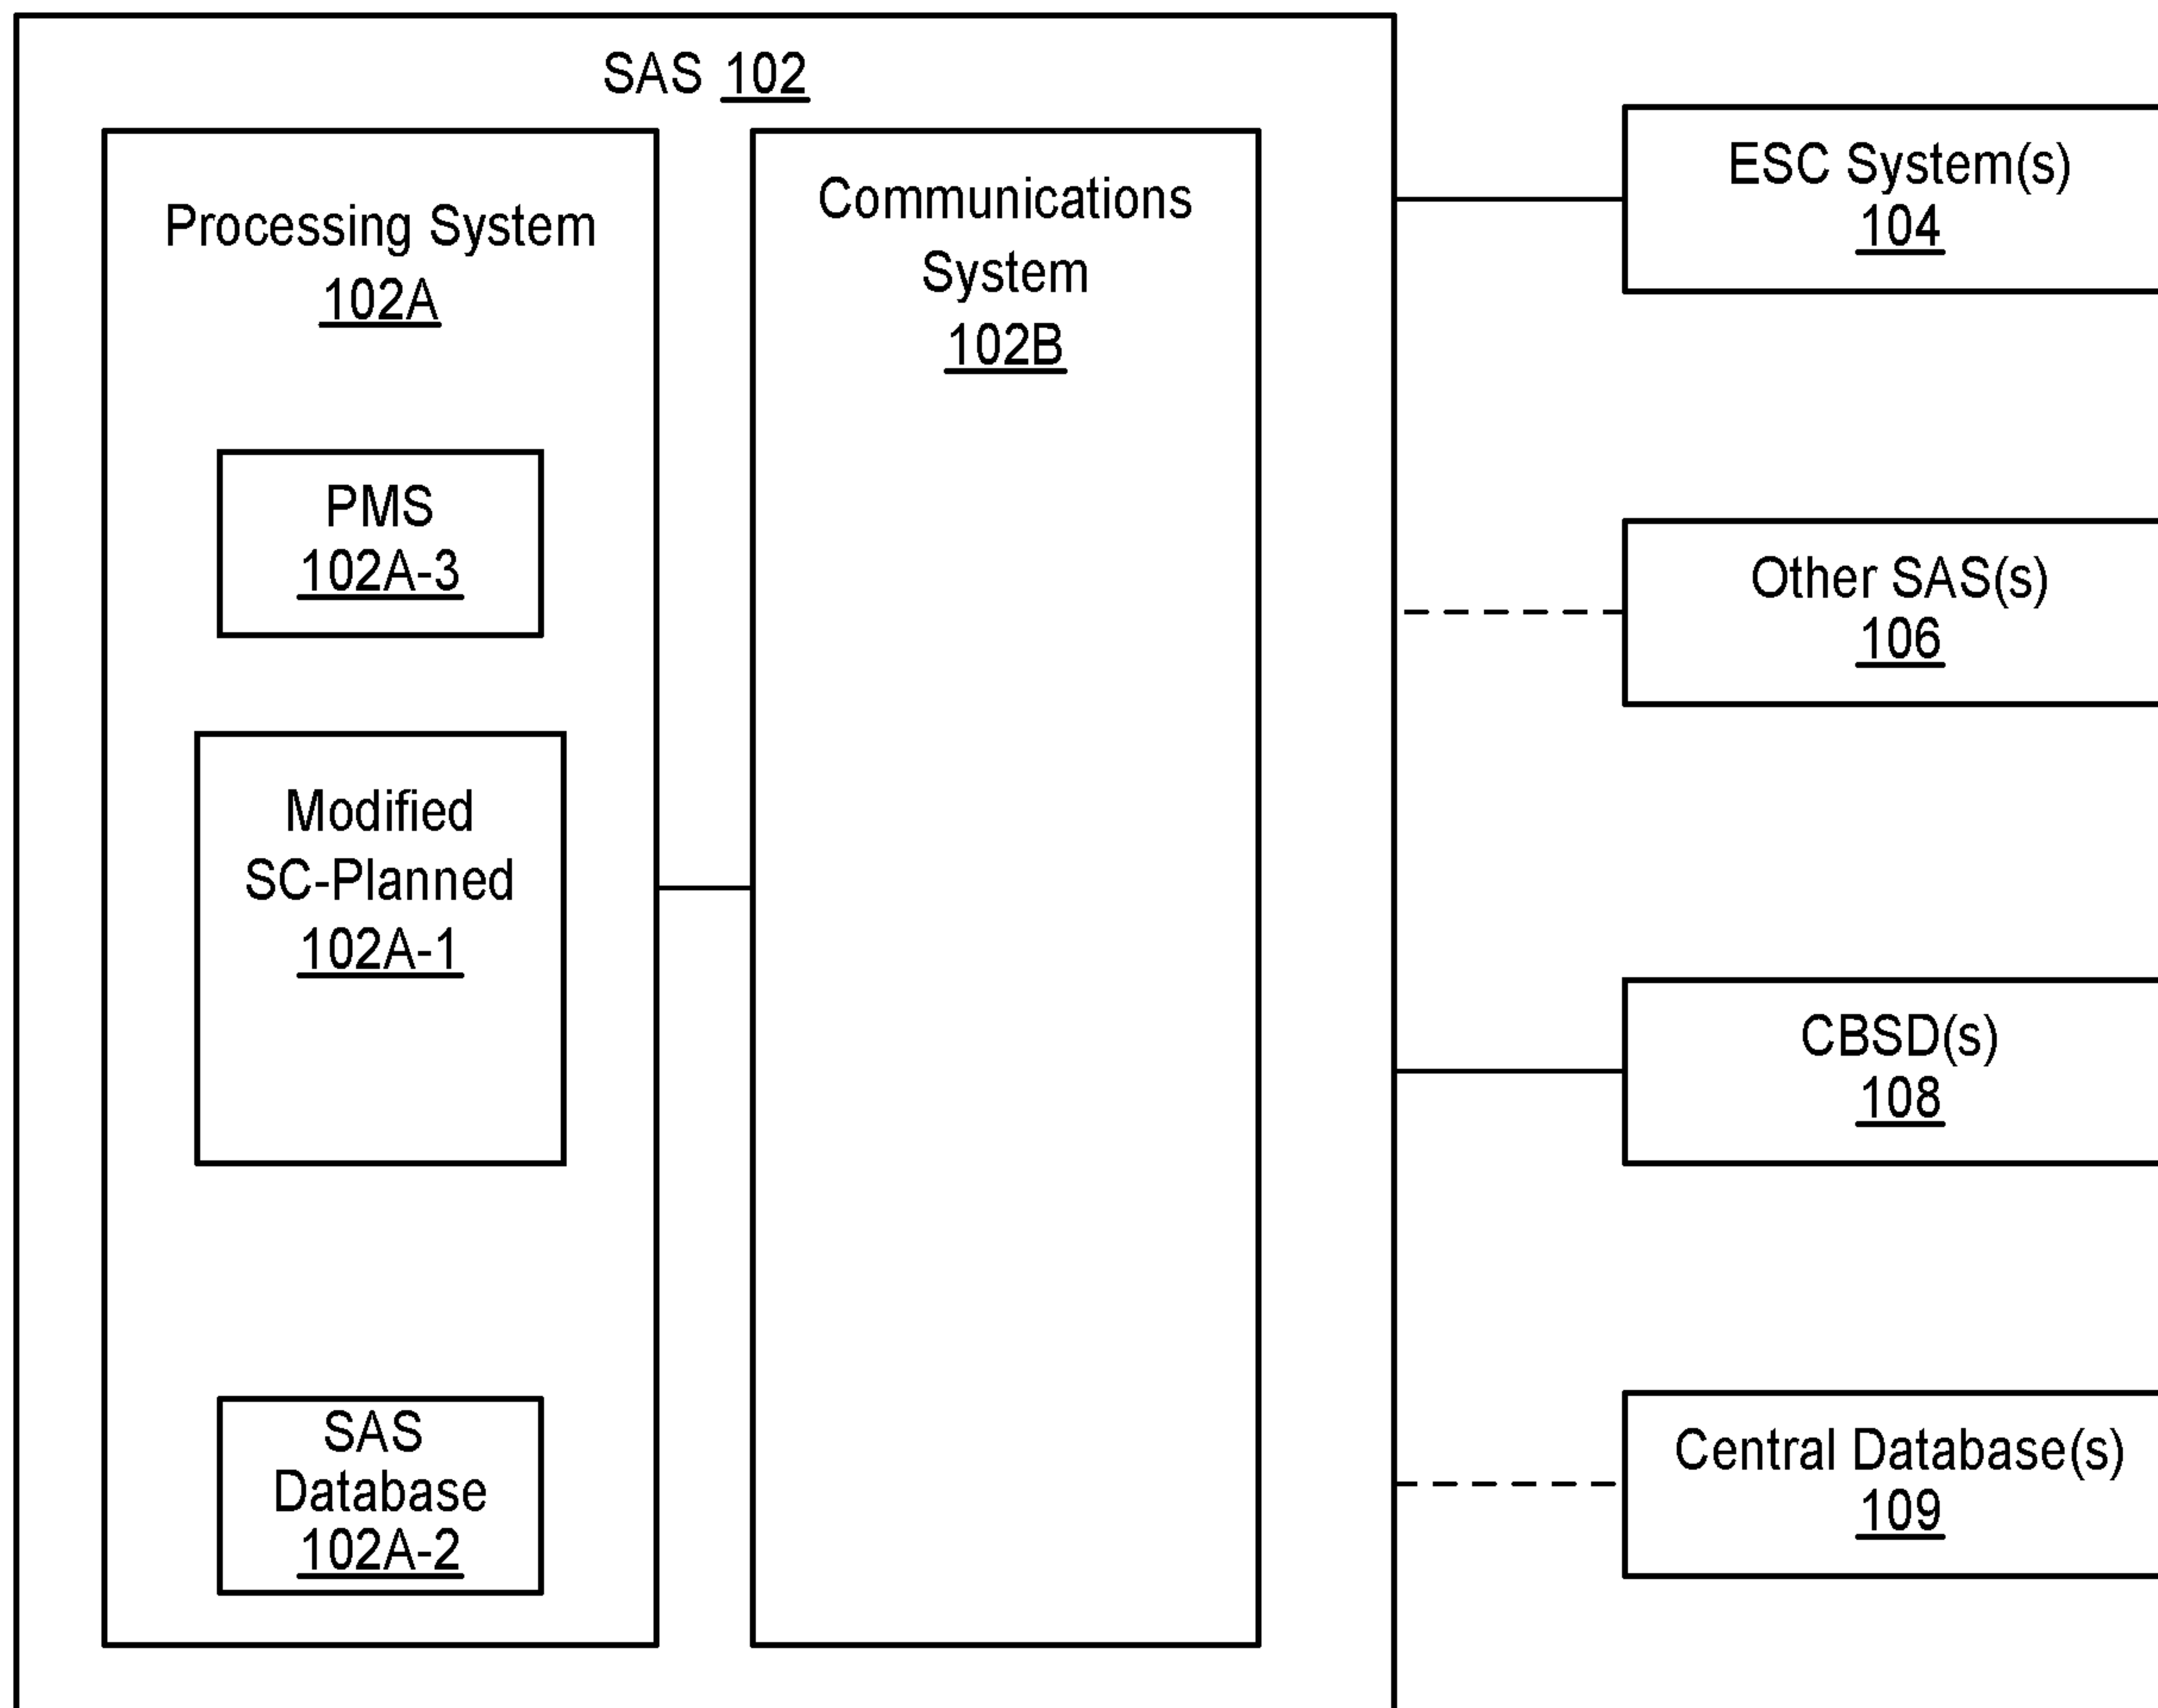 SAS 102
Processing System
102A
PMS
102A-3
Modified
SC-Planned
102A-1
SAS
Database
102A-2
Communications
System
102B
ESC System(s)
104
Other SAS(s)
106
CBSD(s)
108
Central Database(s)
109